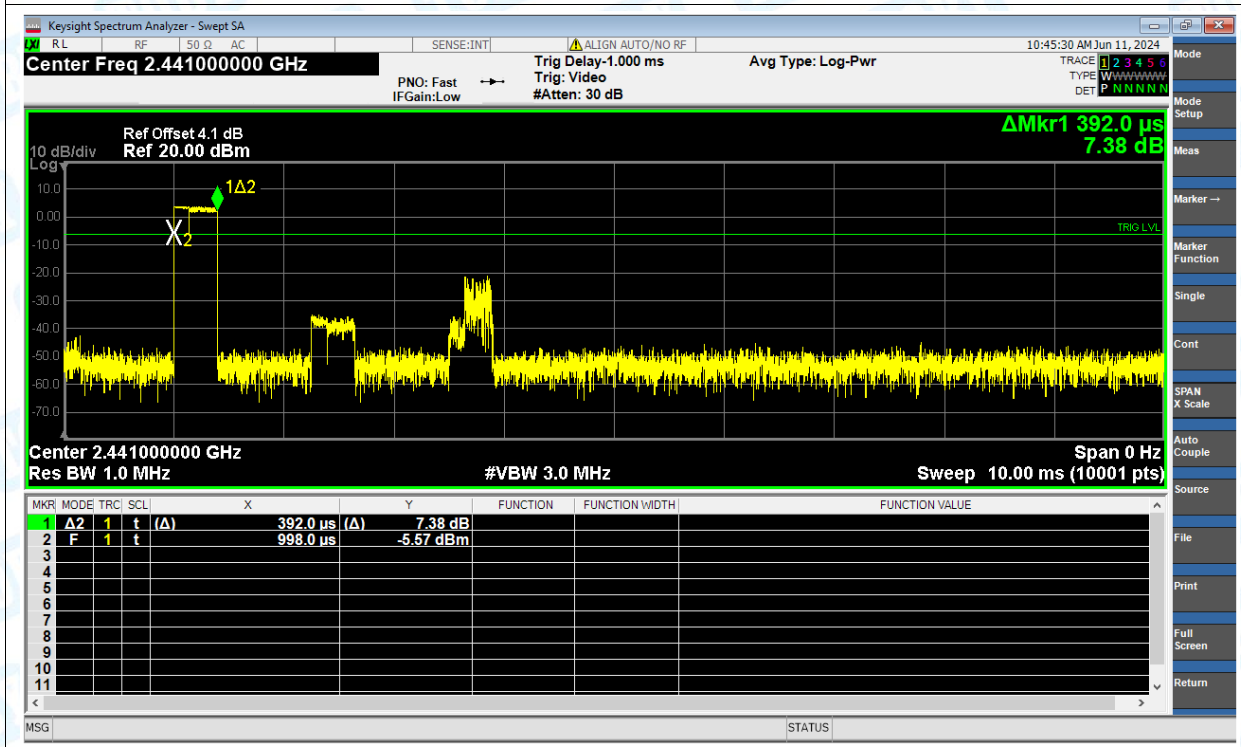 Keysight Spectrum Analyzer - Swept SA
LXI RL RF 50 Ω AC SENSE:INT ALIGN AUTO/NO RF 10:45:30 AM Jun 11, 2024
Center Freq 2.441000000 GHz
PNO: Fast
IFGain:Low
Trig Delay-1.000 ms
Trig: Video
#Atten: 30 dB
Avg Type: Log-Pwr
TRACE 1 2 3 4 5 6
TYPE WWWWWW
DET P N N N N N
ΔMkr1 392.0 µs
7.38 dB
Ref Offset 4.1 dB
10 dB/div Ref 20.00 dBm
Log
10.0
0.00
-10.0
-20.0
-30.0
-40.0
-50.0
-60.0
-70.0
1Δ2
X2
TRIG LVL
Center 2.441000000 GHz Span 0 Hz
Res BW 1.0 MHz #VBW 3.0 MHz Sweep 10.00 ms (10001 pts)
MKR MODE TRC SCL X Y FUNCTION FUNCTION WIDTH FUNCTION VALUE
1 Δ2 1 t (Δ) 392.0 µs (Δ) 7.38 dB
2 F 1 t 998.0 µs -5.57 dBm
3
4
5
6
7
8
9
10
11
MSG STATUS
Mode
Mode
Setup
Meas
Marker →
Marker
Function
Single
Cont
SPAN
X Scale
Auto
Couple
Source
File
Print
Full
Screen
Return